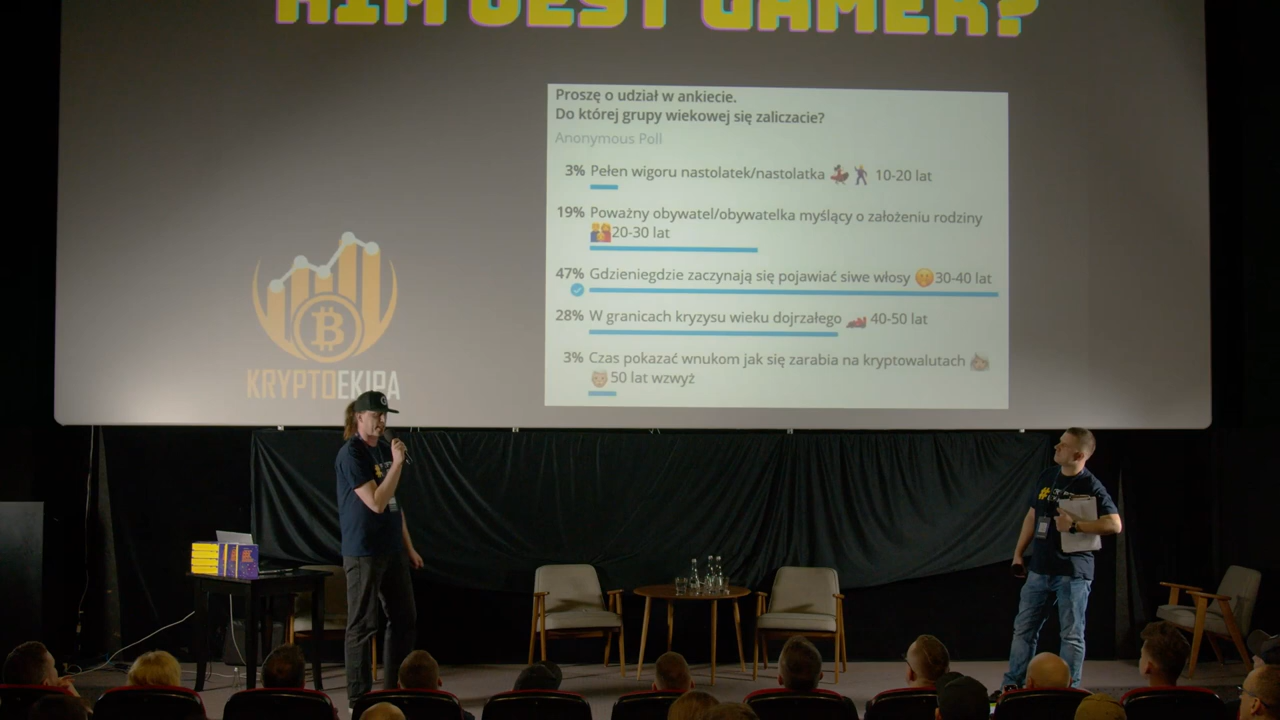 KIM JEST GAMER?
Proszę o udział w ankiecie.
Do której grupy wiekowej się zaliczacie?
Anonymous Poll
3% Pełen wigoru nastolatek/nastolatka 10-20 lat
19% Poważny obywatel/obywatelka myślący o założeniu rodziny
20-30 lat
47% Gdzieniegdzie zaczynają się pojawiać siwe włosy 30-40 lat
28% W granicach kryzysu wieku dojrzałego 40-50 lat
3% Czas pokazać wnukom jak się zarabia na kryptowalutach
50 lat wzwyż
KRYPTOEKIPA